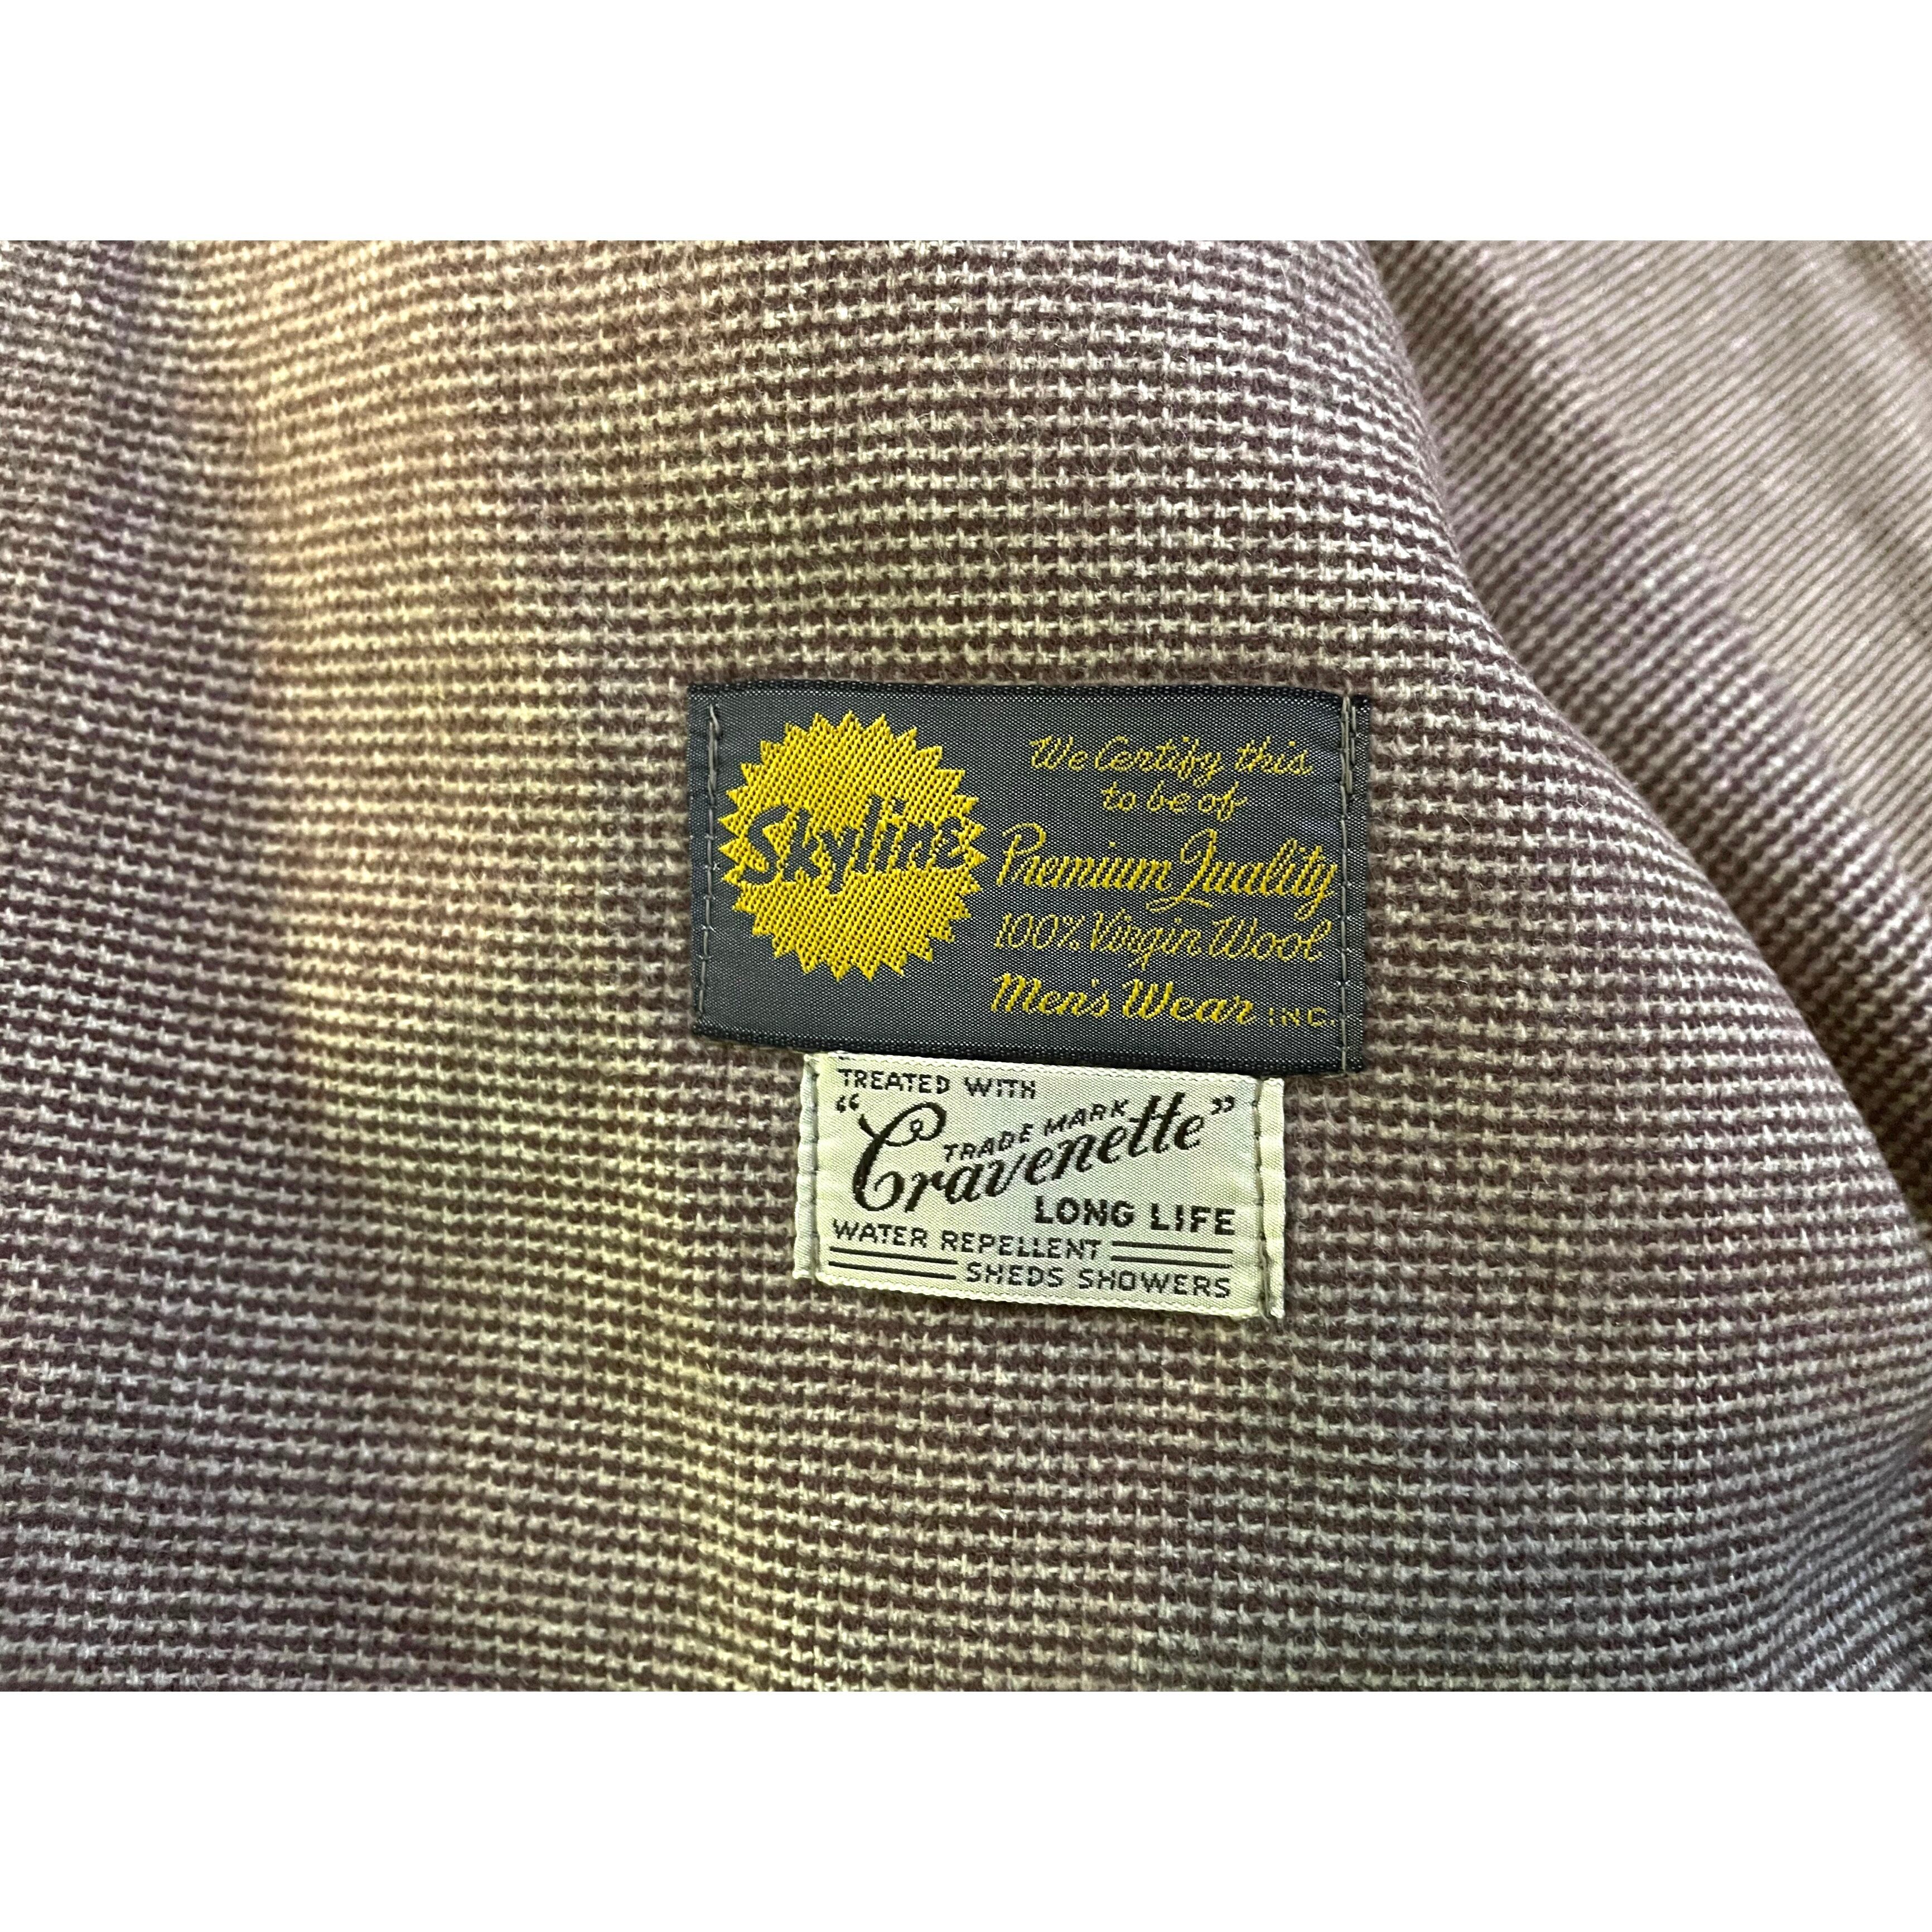 Skyline
We Certify this
to be of
Premium Quality
100% Virgin Wool
Men's Wear INC.
TREATED WITH
"Cravenette"
TRADE MARK
LONG LIFE
WATER REPELLENT
SHEDS SHOWERS